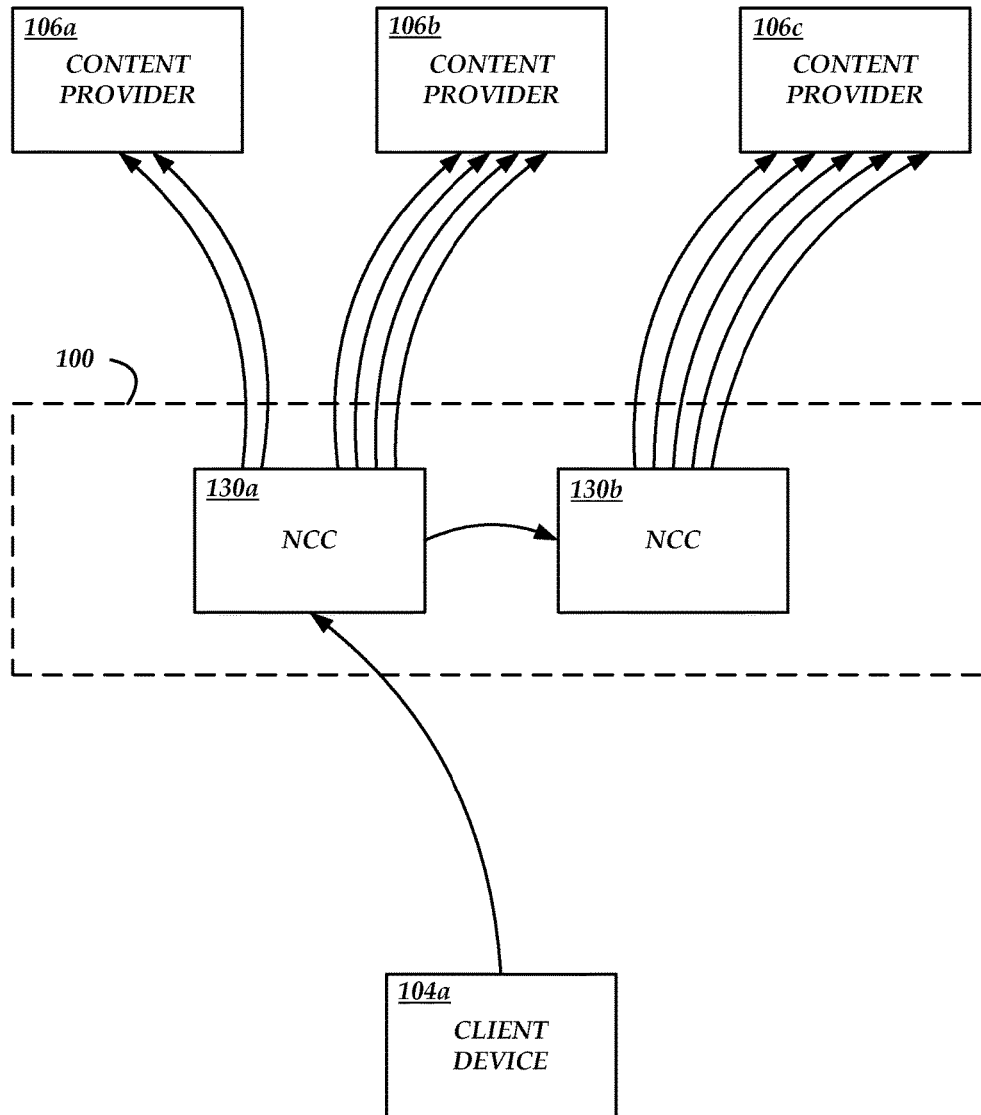 106a
CONTENT
PROVIDER
106b
CONTENT
PROVIDER
106c
CONTENT
PROVIDER
100
130a
NCC
130b
NCC
104a
CLIENT
DEVICE